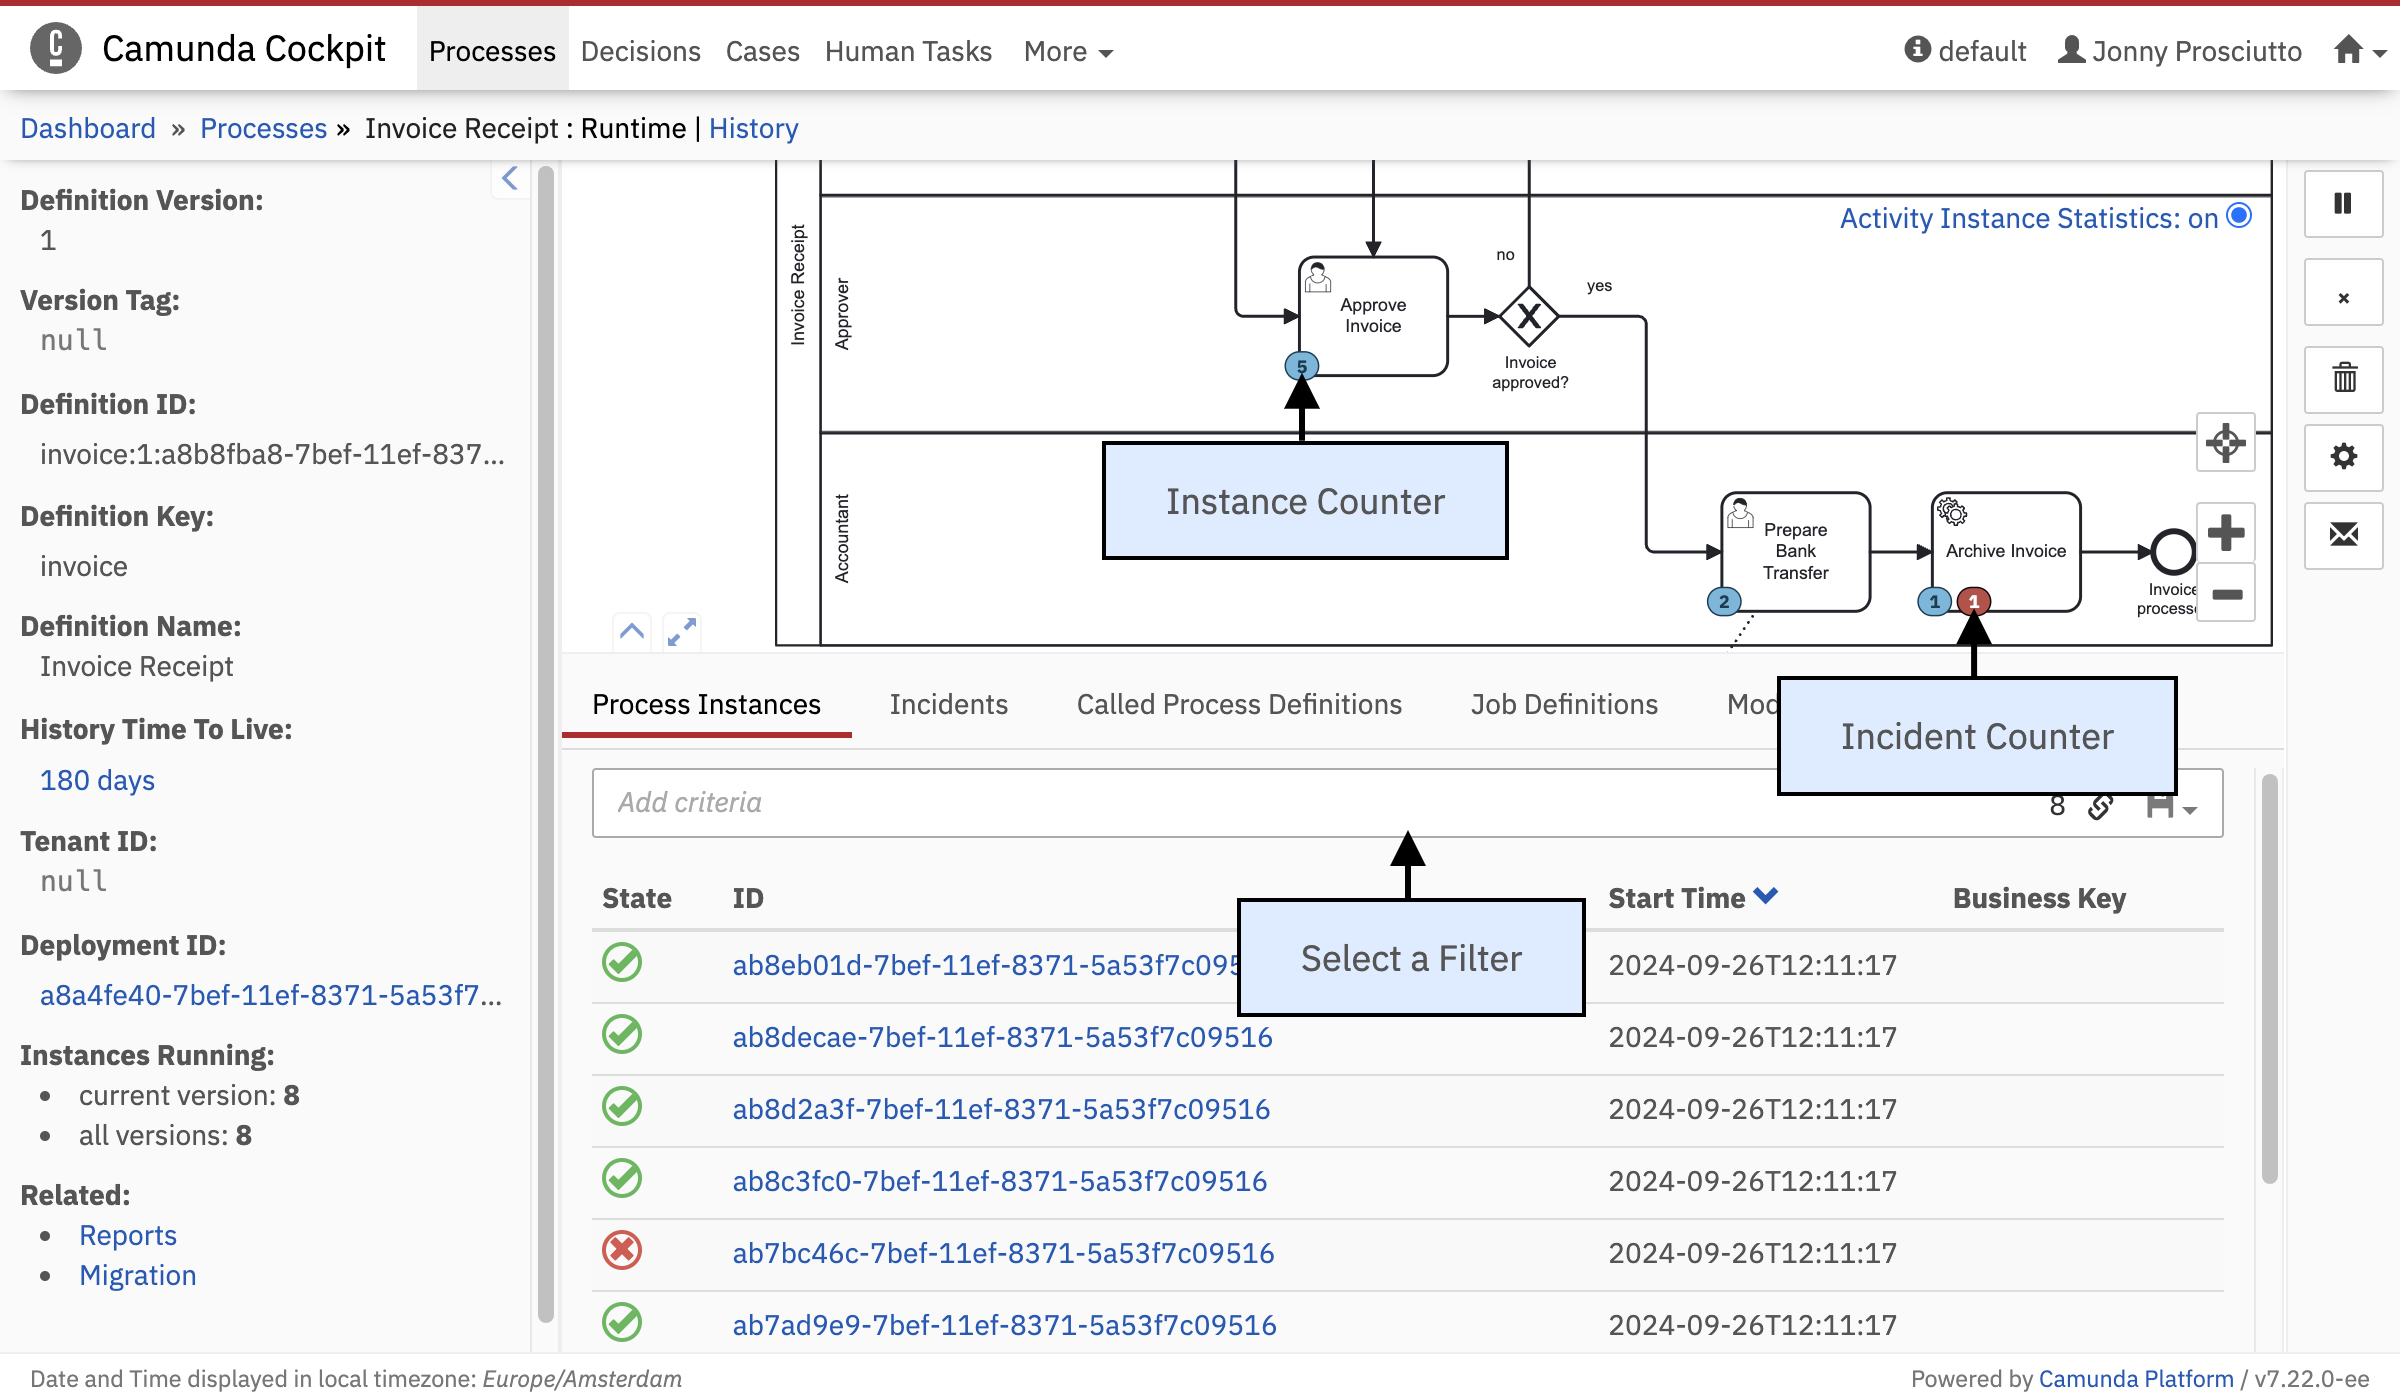 Camunda Cockpit
Processes
Decisions
Cases
Human Tasks
More
default
Jonny Prosciutto
Dashboard » Processes » Invoice Receipt : Runtime | History
Definition Version:
1
Version Tag:
null
Definition ID:
invoice:1:a8b8fba8-7bef-11ef-837...
Definition Key:
invoice
Definition Name:
Invoice Receipt
History Time To Live:
180 days
Tenant ID:
null
Deployment ID:
a8a4fe40-7bef-11ef-8371-5a53f7...
Instances Running:
current version: 8
all versions: 8
Related:
Reports
Migration
Invoice Receipt
Approver
Accountant
Activity Instance Statistics: on
Approve
Invoice
5
no
yes
Invoice
approved?
Instance Counter
Prepare
Bank
Transfer
2
Archive Invoice
1
1
Invoice
Incident Counter
Process Instances
Incidents
Called Process Definitions
Job Definitions
Add criteria
8
Select a Filter
State
ID
Start Time
Business Key
ab8eb01d-7bef-11ef-8371-5a53f7c095
2024-09-26T12:11:17
ab8decae-7bef-11ef-8371-5a53f7c09516
2024-09-26T12:11:17
ab8d2a3f-7bef-11ef-8371-5a53f7c09516
2024-09-26T12:11:17
ab8c3fc0-7bef-11ef-8371-5a53f7c09516
2024-09-26T12:11:17
ab7bc46c-7bef-11ef-8371-5a53f7c09516
2024-09-26T12:11:17
ab7ad9e9-7bef-11ef-8371-5a53f7c09516
2024-09-26T12:11:17
Date and Time displayed in local timezone: Europe/Amsterdam
Powered by Camunda Platform / v7.22.0-ee